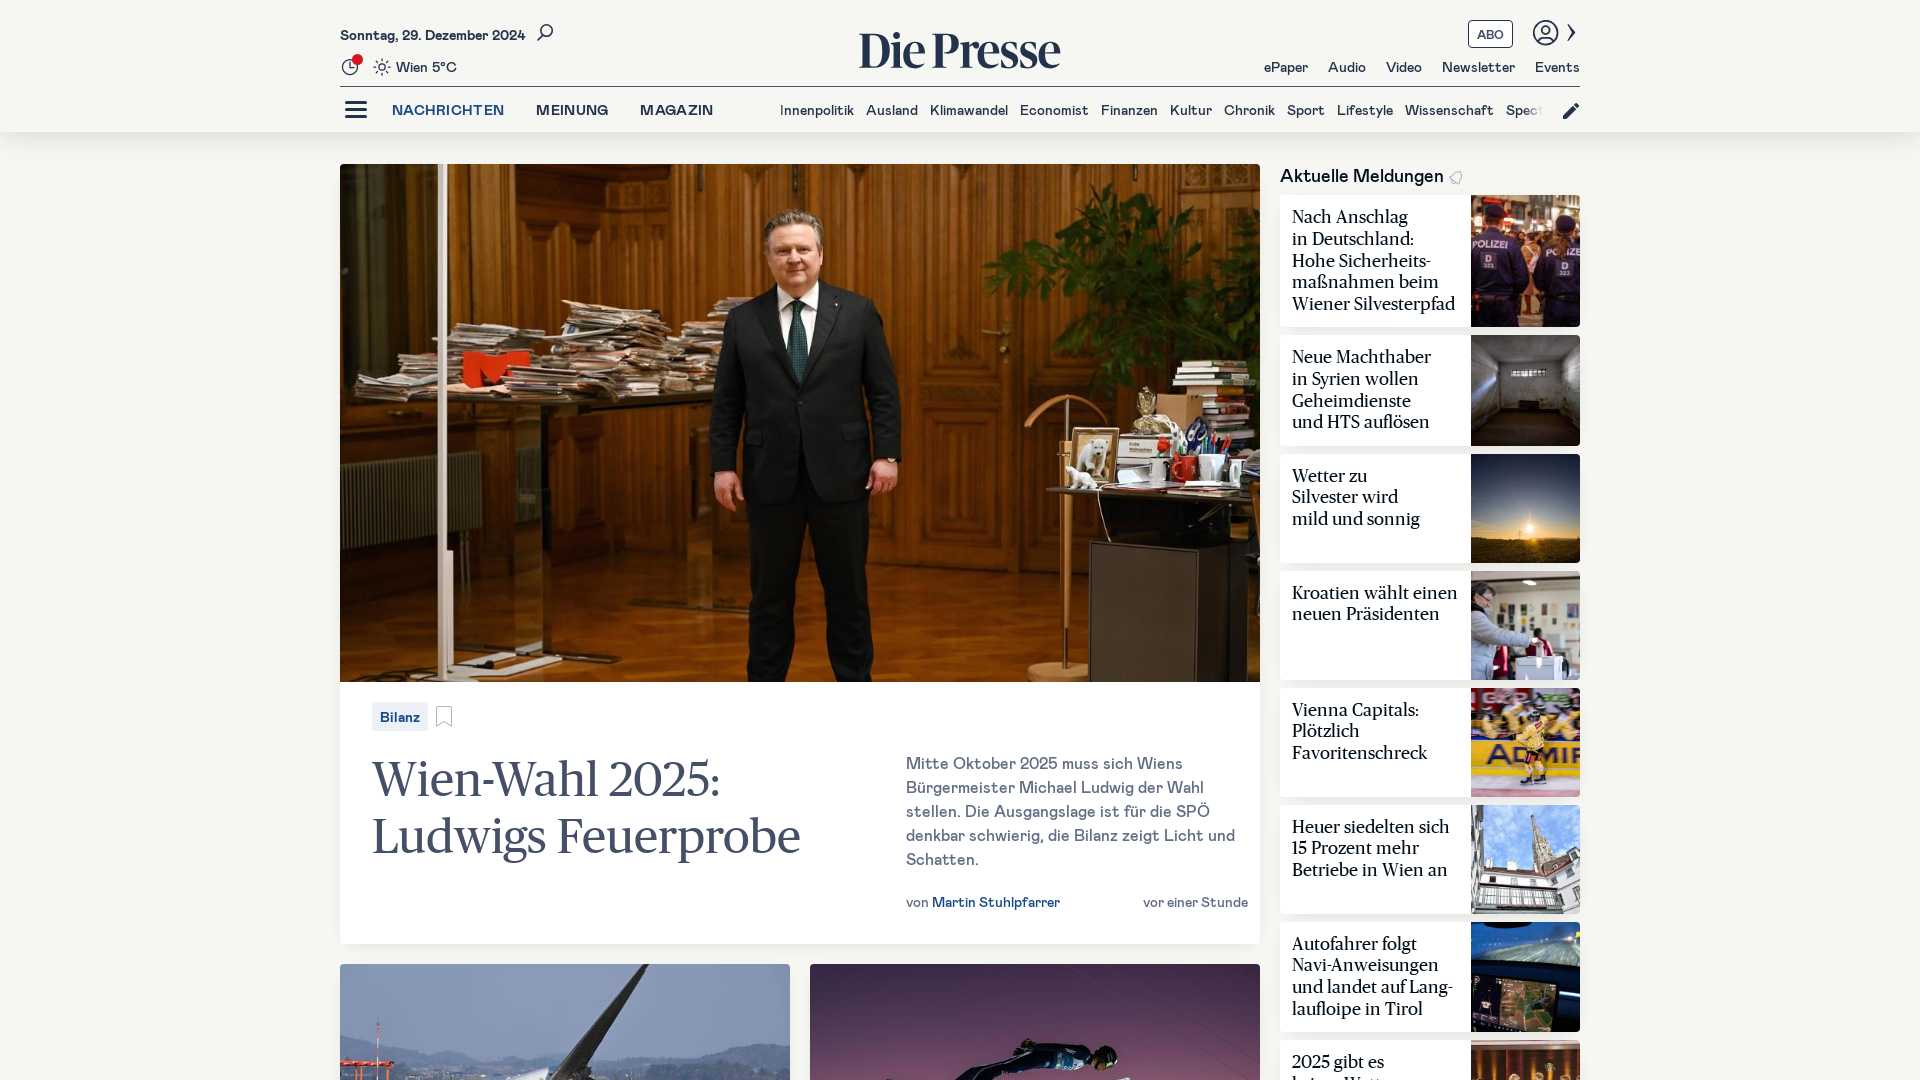 Sonntag, 29. Dezember 2024
Wien 5°C
Die Presse
ABO
ePaper Audio Video Newsletter Events
NACHRICHTEN MEINUNG MAGAZIN
Innenpolitik Ausland Klimawandel Economist Finanzen Kultur Chronik Sport Lifestyle Wissenschaft Spect
Bilanz
Wien-Wahl 2025:
Ludwigs Feuerprobe
Mitte Oktober 2025 muss sich Wiens
Bürgermeister Michael Ludwig der Wahl
stellen. Die Ausgangslage ist für die SPÖ
denkbar schwierig, die Bilanz zeigt Licht und
Schatten.
von Martin Stuhlpfarrer
vor einer Stunde
Aktuelle Meldungen
Nach Anschlag
in Deutschland:
Hohe Sicherheits-
maßnahmen beim
Wiener Silvesterpfad
POLIZEI
D
Neue Machthaber
in Syrien wollen
Geheimdienste
und HTS auflösen
Wetter zu
Silvester wird
mild und sonnig
Kroatien wählt einen
neuen Präsidenten
Vienna Capitals:
Plötzlich
Favoritenschreck
Heuer siedelten sich
15 Prozent mehr
Betriebe in Wien an
Autofahrer folgt
Navi-Anweisungen
und landet auf Lang-
laufloipe in Tirol
2025 gibt es